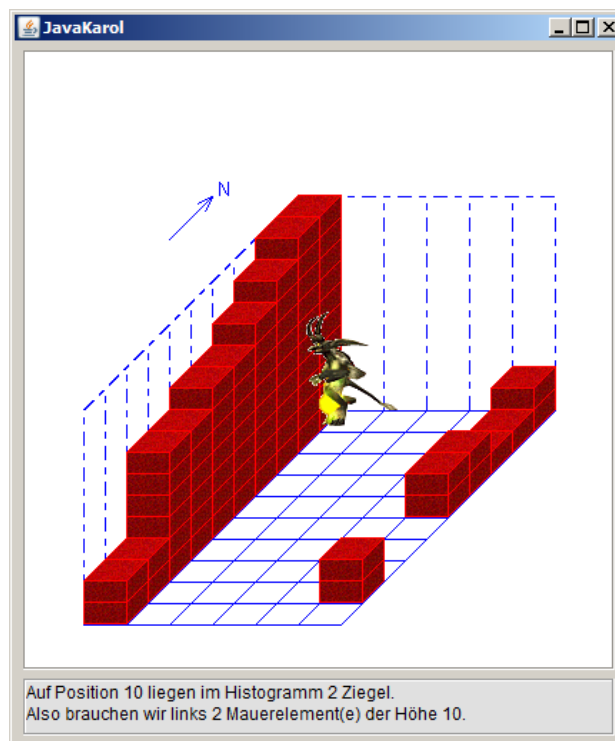 JavaKarol
N
Auf Position 10 liegen im Histogramm 2 Ziegel.
Also brauchen wir links 2 Mauerelement(e) der Höhe 10.